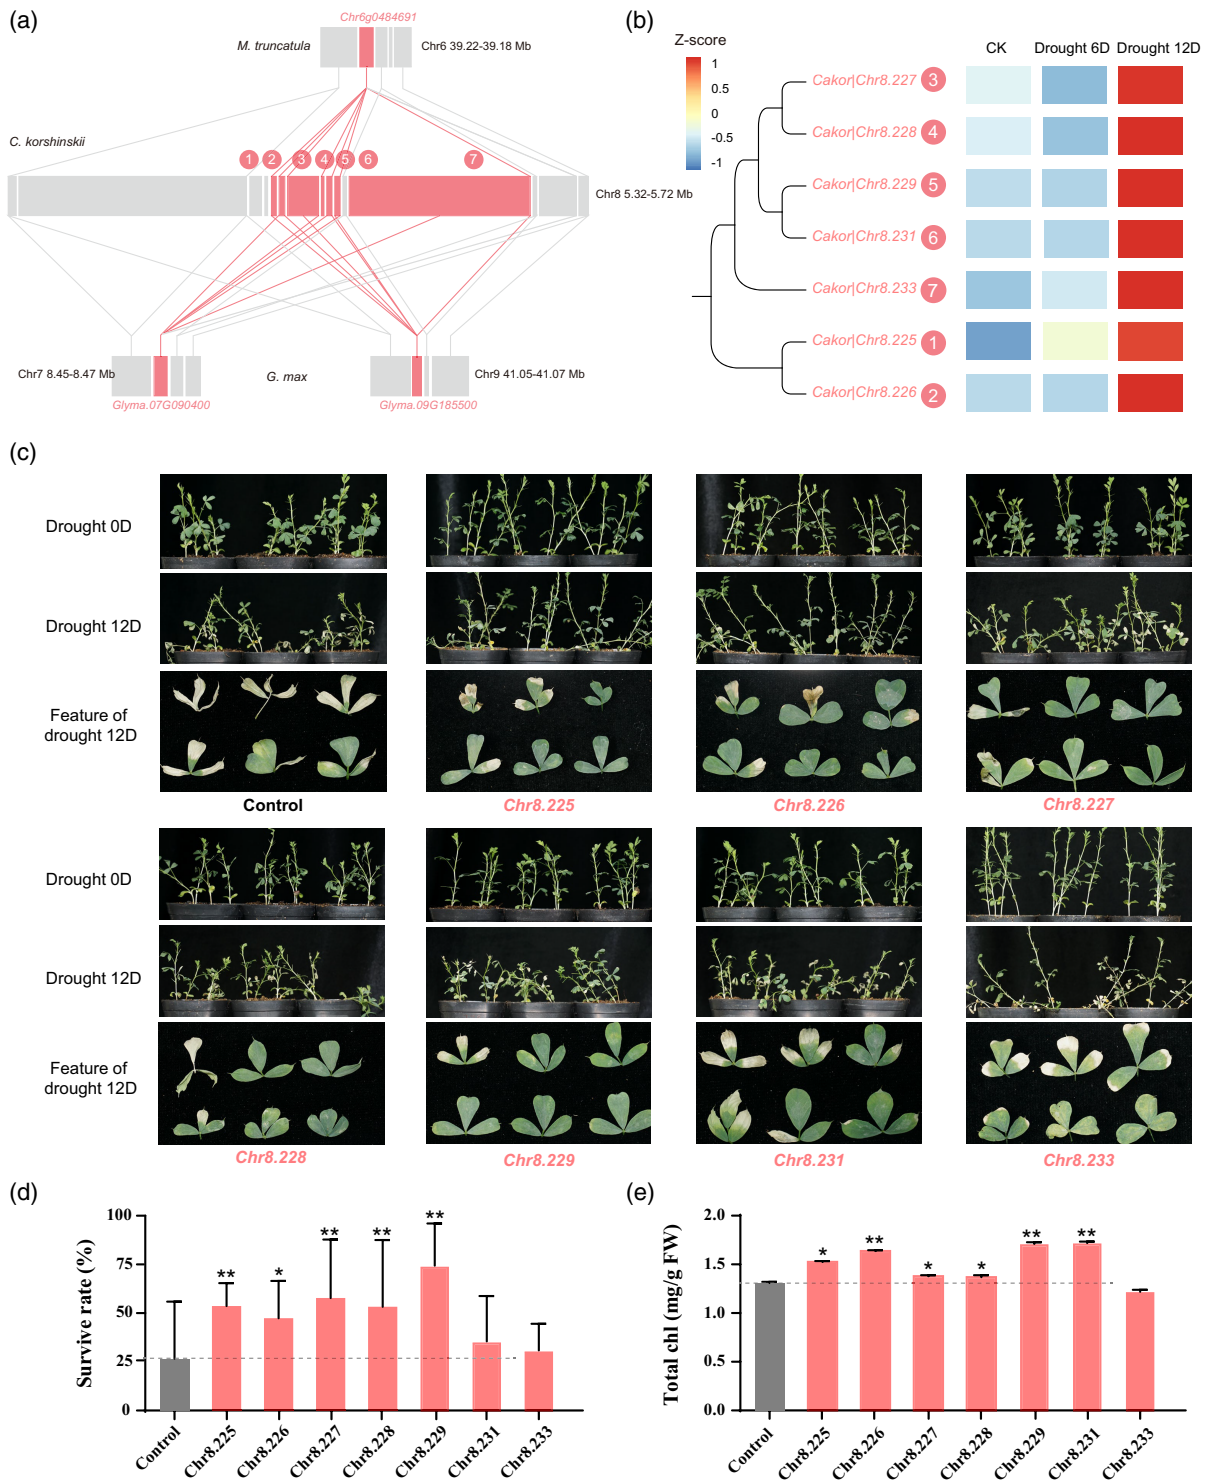 (a)
Chr6g0484691
M. truncatula
Chr6 39.22-39.18 Mb
C. korshinskii
1 2 3 4 5 6 7
Chr8 5.32-5.72 Mb
Chr7 8.45-8.47 Mb
G. max
Chr9 41.05-41.07 Mb
Glyma.07G090400
Glyma.09G185500
(b)
Z-score
1
0.5
0
-0.5
-1
CK Drought 6D Drought 12D
Cakor|Chr8.227 3
Cakor|Chr8.228 4
Cakor|Chr8.229 5
Cakor|Chr8.231 6
Cakor|Chr8.233 7
Cakor|Chr8.225 1
Cakor|Chr8.226 2
(c)
Drought 0D
Drought 12D
Feature of
drought 12D
Control Chr8.225 Chr8.226 Chr8.227
Drought 0D
Drought 12D
Feature of
drought 12D
Chr8.228 Chr8.229 Chr8.231 Chr8.233
(d)
Survive rate (%)
100
75
50
25
0
** * ** ** **
Control Chr8.225 Chr8.226 Chr8.227 Chr8.228 Chr8.229 Chr8.231 Chr8.233
(e)
Total chl (mg/g FW)
2.0
1.5
1.0
0.5
0.0
* ** * * ** **
Control Chr8.225 Chr8.226 Chr8.227 Chr8.228 Chr8.229 Chr8.231 Chr8.233